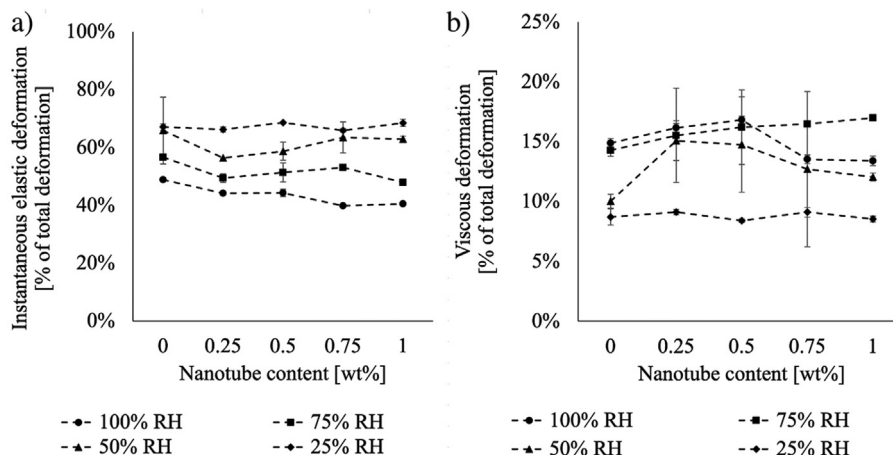 a)
Instantaneous elastic deformation
[% of total deformation]
100%
80%
60%
40%
20%
0%
0 0.25 0.5 0.75 1
Nanotube content [wt%]
100% RH 75% RH
50% RH 25% RH
b)
Viscous deformation
[% of total deformation]
25%
20%
15%
10%
5%
0%
0 0.25 0.5 0.75 1
Nanotube content [wt%]
100% RH 75% RH
50% RH 25% RH